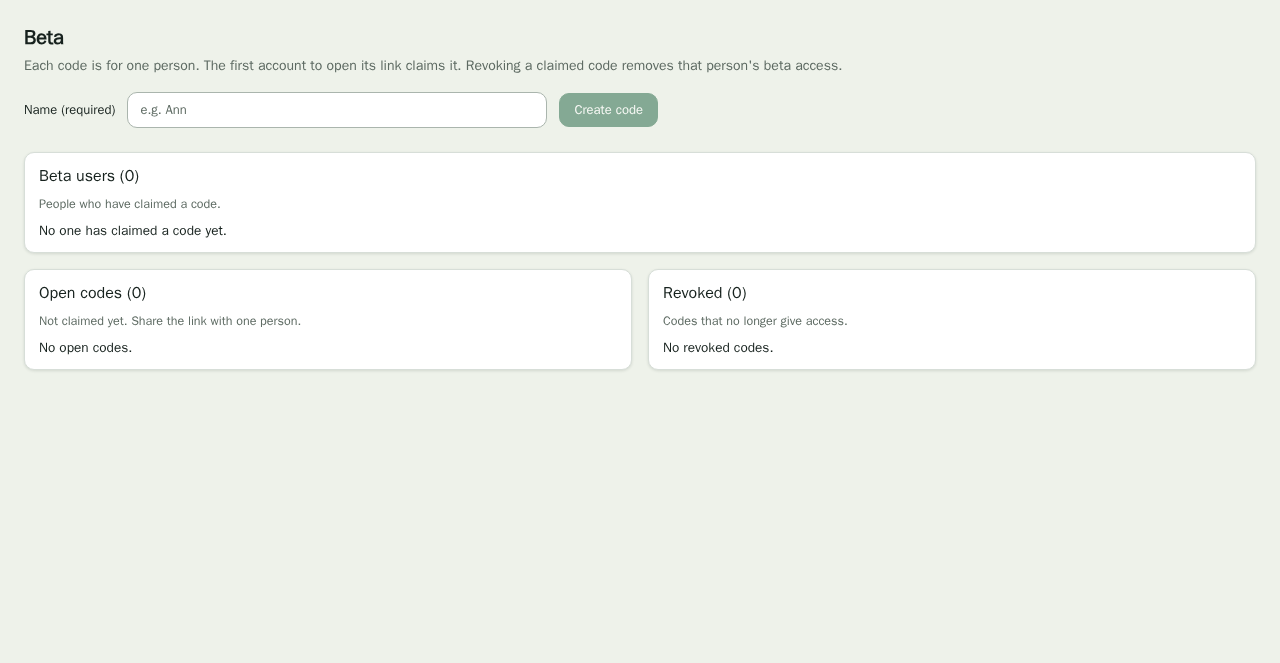 Beta
Each code is for one person. The first account to open its link claims it. Revoking a claimed code removes that person's beta access.
Name (required) e.g. Ann Create code
Beta users (0)
People who have claimed a code.
No one has claimed a code yet.
Open codes (0)
Not claimed yet. Share the link with one person.
No open codes.
Revoked (0)
Codes that no longer give access.
No revoked codes.